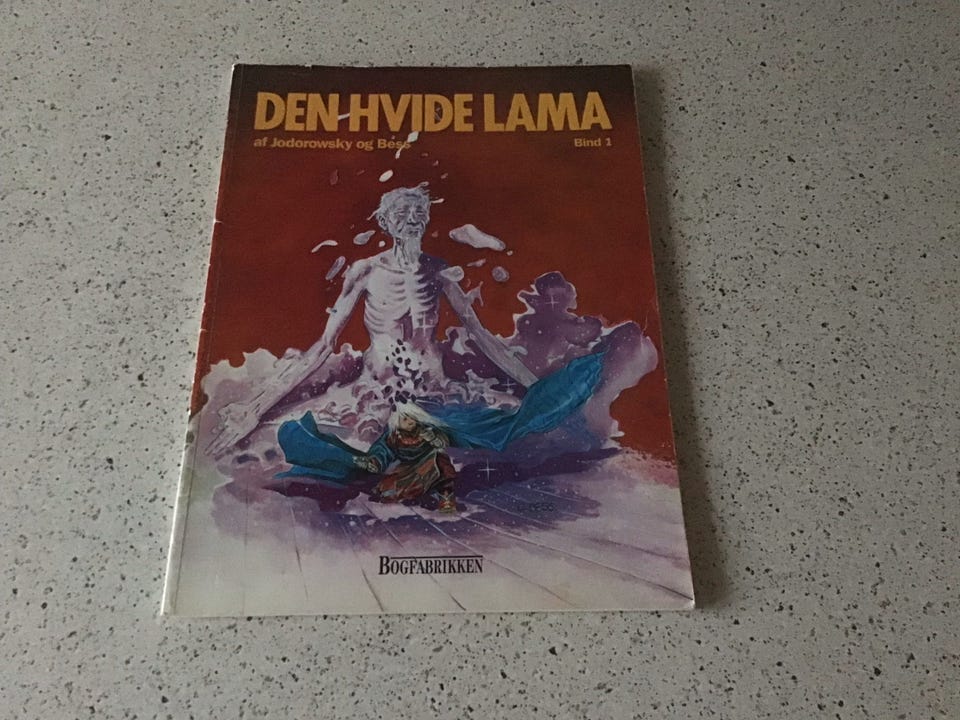 DEN HVIDE LAMA
af Jodorowsky og Bess
Bind 1
BOGFABRIKKEN